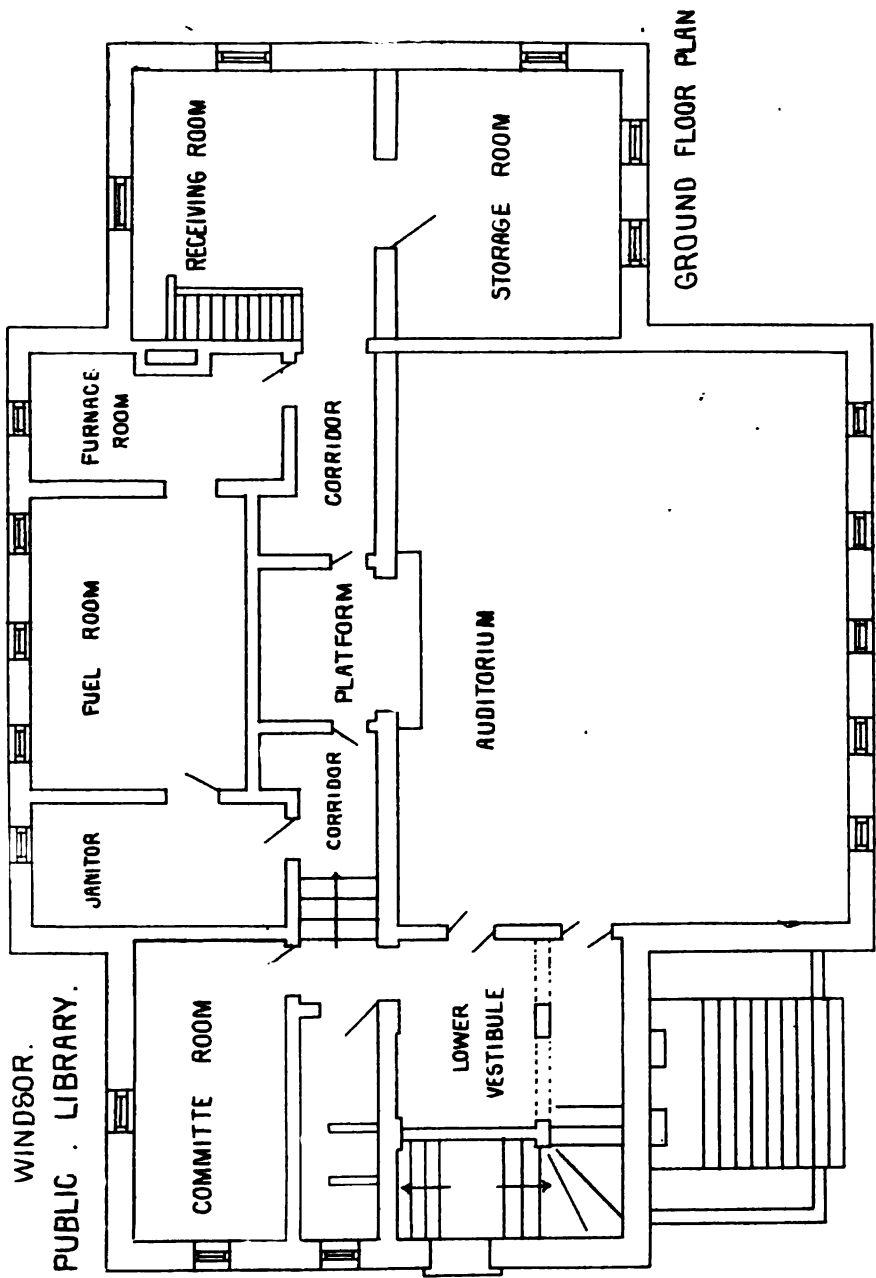 WINDSOR.
PUBLIC . LIBRARY.
COMMITTE ROOM
JANITOR
FUEL ROOM
FURNACE
ROOM
RECEIVING ROOM
CORRIDOR
PLATFORM
CORRIDOR
LOWER
VESTIBULE
AUDITORIUM
STORAGE ROOM
GROUND FLOOR PLAN